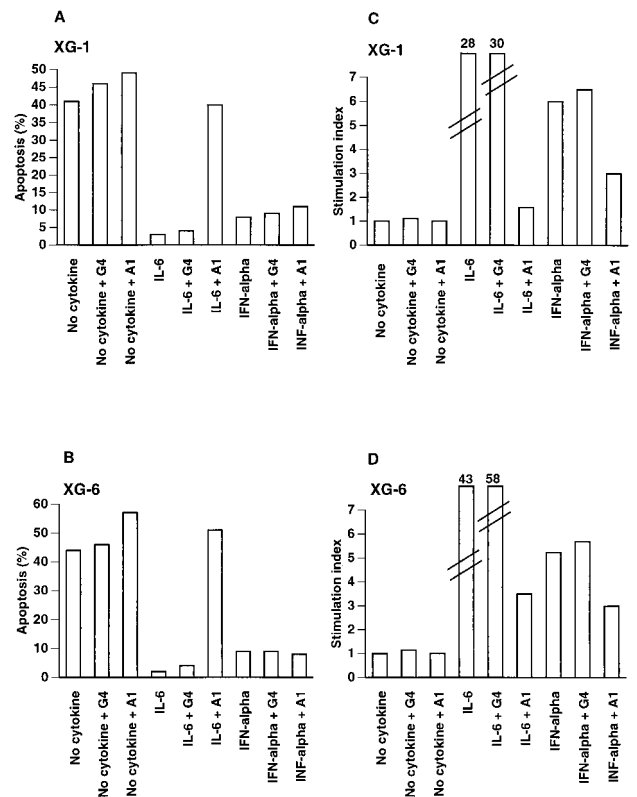 A
XG-1
Apoptosis (%)
50
45
40
35
30
25
20
15
10
5
0
No cytokine
No cytokine + G4
No cytokine + A1
IL-6
IL-6 + G4
IL-6 + A1
IFN-alpha
IFN-alpha + G4
INF-alpha + A1
C
XG-1
Stimulation index
28
30
7
6
5
4
3
2
1
0
No cytokine
No cytokine + G4
No cytokine + A1
IL-6
IL-6 + G4
IL-6 + A1
IFN-alpha
IFN-alpha + G4
INF-alpha + A1
B
XG-6
Apoptosis (%)
60
50
40
30
20
10
0
No cytokine
No cytokine + G4
No cytokine + A1
IL-6
IL-6 + G4
IL-6 + A1
IFN-alpha
IFN-alpha + G4
INF-alpha + A1
D
XG-6
Stimulation index
43
58
7
6
5
4
3
2
1
0
No cytokine
No cytokine + G4
No cytokine + A1
IL-6
IL-6 + G4
IL-6 + A1
IFN-alpha
IFN-alpha + G4
INF-alpha + A1